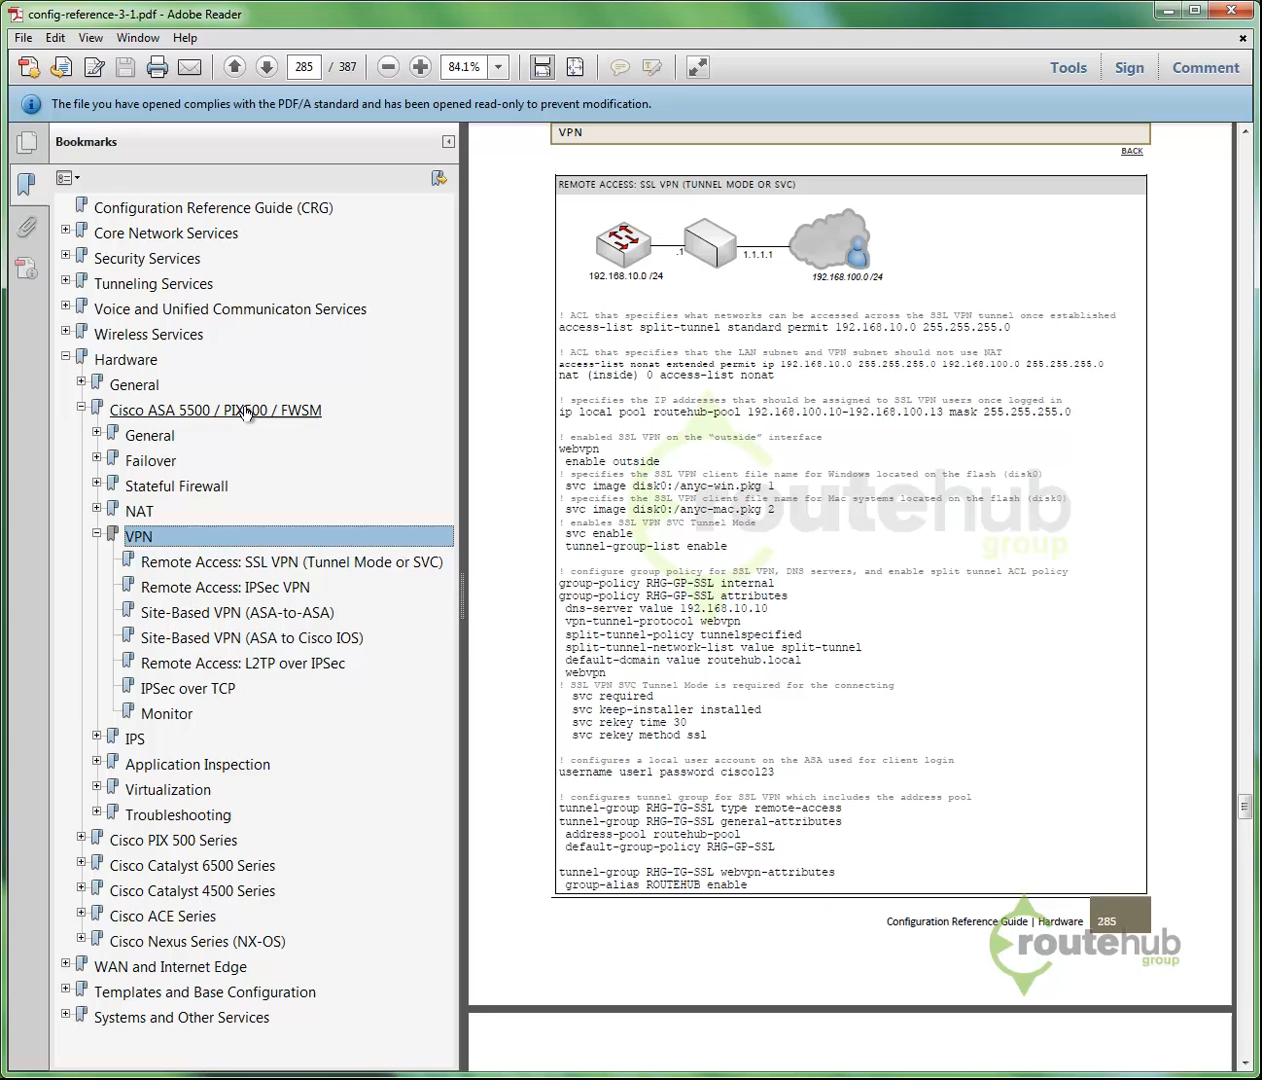 config-reference-3-1.pdf - Adobe Reader
File Edit View Window Help
285 / 387 84.1% Tools Sign Comment
The file you have opened complies with the PDF/A standard and has been opened read-only to prevent modification.
Bookmarks
Configuration Reference Guide (CRG)
Core Network Services
Security Services
Tunneling Services
Voice and Unified Communicaton Services
Wireless Services
Hardware
General
Cisco ASA 5500 / PIX500 / FWSM
General
Failover
Stateful Firewall
NAT
VPN
Remote Access: SSL VPN (Tunnel Mode or SVC)
Remote Access: IPSec VPN
Site-Based VPN (ASA-to-ASA)
Site-Based VPN (ASA to Cisco IOS)
Remote Access: L2TP over IPSec
IPSec over TCP
Monitor
IPS
Application Inspection
Virtualization
Troubleshooting
Cisco PIX 500 Series
Cisco Catalyst 6500 Series
Cisco Catalyst 4500 Series
Cisco ACE Series
Cisco Nexus Series (NX-OS)
WAN and Internet Edge
Templates and Base Configuration
Systems and Other Services
VPN
BACK
REMOTE ACCESS: SSL VPN (TUNNEL MODE OR SVC)
.1 1.1.1.1
192.168.10.0 /24 192.168.100.0 /24
! ACL that specifies what networks can be accessed across the SSL VPN tunnel once established
access-list split-tunnel standard permit 192.168.10.0 255.255.255.0
! ACL that specifies that the LAN subnet and VPN subnet should not use NAT
access-list nonat extended permit ip 192.168.10.0 255.255.255.0 192.168.100.0 255.255.255.0
nat (inside) 0 access-list nonat
! specifies the IP addresses that should be assigned to SSL VPN users once logged in
ip local pool routehub-pool 192.168.100.10-192.168.100.13 mask 255.255.255.0
! enabled SSL VPN on the "outside" interface
webvpn
enable outside
! specifies the SSL VPN client file name for Windows located on the flash (disk0)
svc image disk0:/anyc-win.pkg 1
! specifies the SSL VPN client file name for Mac systems located on the flash (disk0)
svc image disk0:/anyc-mac.pkg 2
! enables SSL VPN SVC Tunnel Mode
svc enable
tunnel-group-list enable
! configure group policy for SSL VPN, DNS servers, and enable split tunnel ACL policy
group-policy RHG-GP-SSL internal
group-policy RHG-GP-SSL attributes
dns-server value 192.168.10.10
vpn-tunnel-protocol webvpn
split-tunnel-policy tunnelspecified
split-tunnel-network-list value split-tunnel
default-domain value routehub.local
webvpn
! SSL VPN SVC Tunnel Mode is required for the connecting
svc required
svc keep-installer installed
svc rekey time 30
svc rekey method ssl
! configures a local user account on the ASA used for client login
username user1 password cisco123
! configures tunnel group for SSL VPN which includes the address pool
tunnel-group RHG-TG-SSL type remote-access
tunnel-group RHG-TG-SSL general-attributes
address-pool routehub-pool
default-group-policy RHG-GP-SSL
tunnel-group RHG-TG-SSL webvpn-attributes
group-alias ROUTEHUB enable
routehub
group
Configuration Reference Guide | Hardware 285
routehub
group